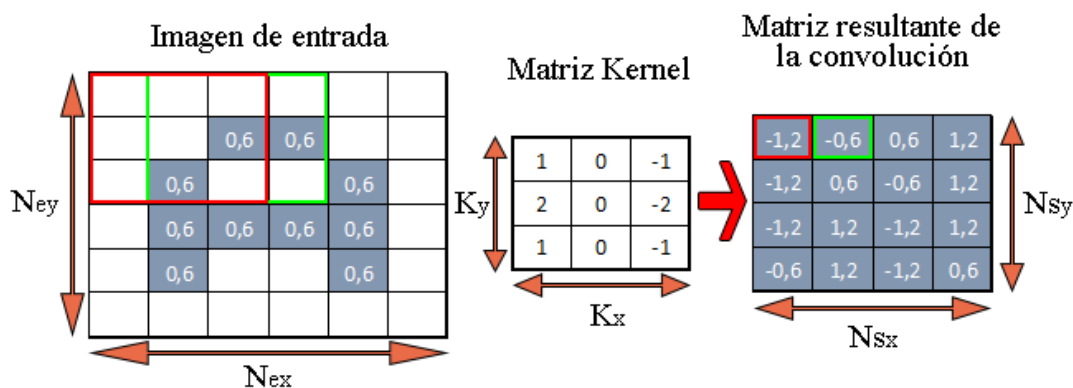 Imagen de entrada
Matriz Kernel
Matriz resultante de
la convolución
0,6 0,6
0,6 0,6
0,6 0,6 0,6 0,6
0,6 0,6
Ney
Nex
1 0 -1
2 0 -2
1 0 -1
Ky
Kx
-1,2 -0,6 0,6 1,2
-1,2 0,6 -0,6 1,2
-1,2 1,2 -1,2 1,2
-0,6 1,2 -1,2 0,6
Nsy
Nsx